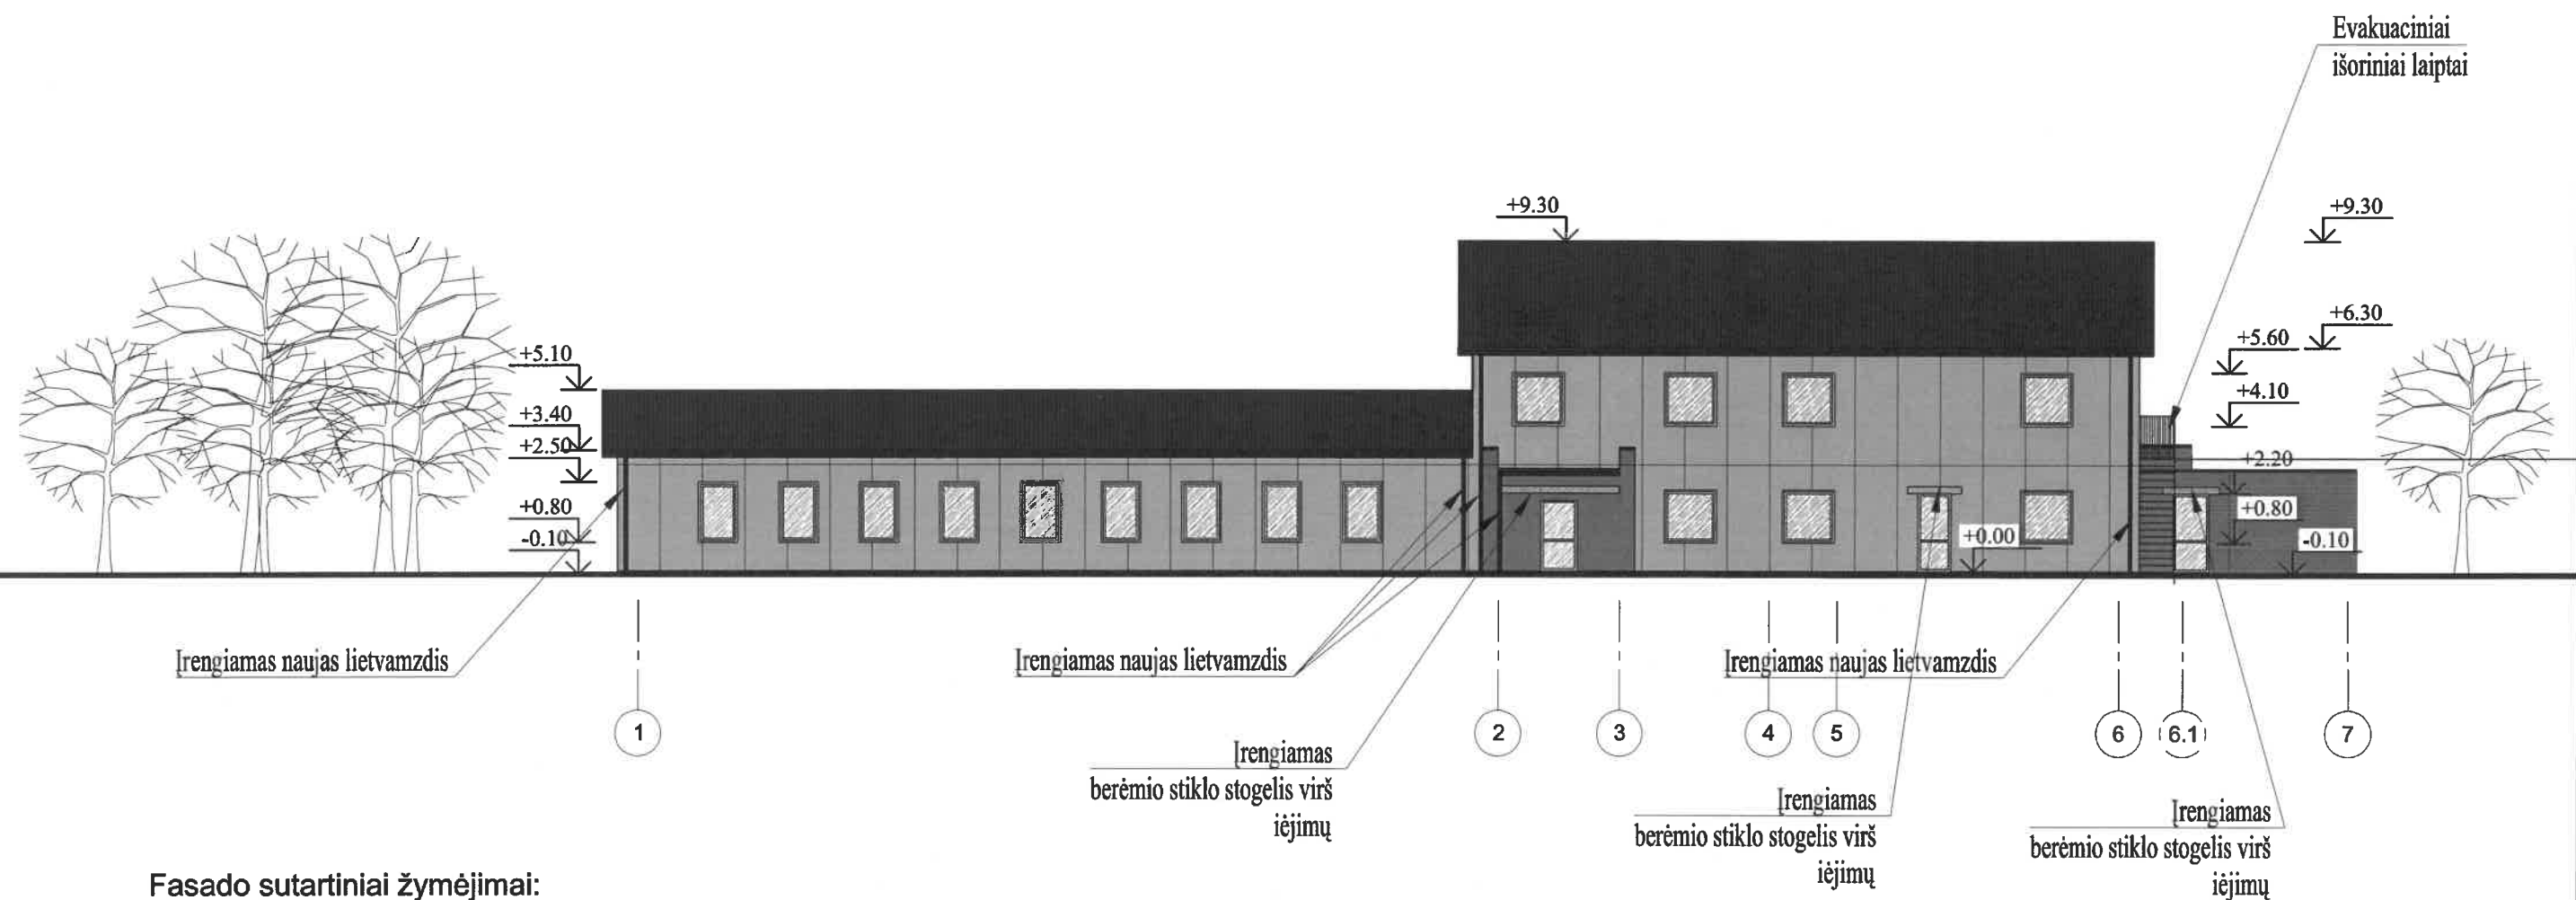 Evakuaciniai
išoriniai laiptai
+9.30
+9.30
+6.30
+5.60
+5.10
+4.10
+3.40
+2.50
+2.20
+0.80
+0.80
-0.10
+0.00
-0.10
Įrengiamas naujas lietvamzdis
Įrengiamas naujas lietvamzdis
Įrengiamas naujas lietvamzdis
1
2
3
4
5
6
6.1
7
Įrengiamas
berėmio stiklo stogelis virš
iėjimų
Įrengiamas
berėmio stiklo stogelis virš
iėjimų
Įrengiamas
berėmio stiklo stogelis virš
iėjimų
Fasado sutartiniai žymėjimai: